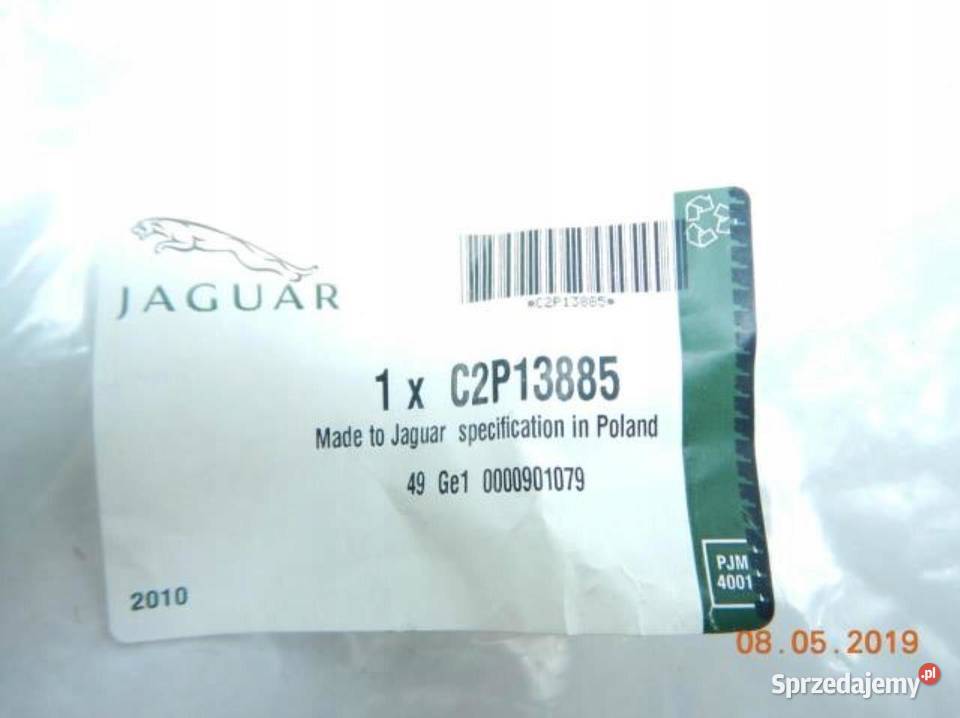 JAGUAR
*C2P13885*
1 x C2P13885
Made to Jaguar specification in Poland
49 Ge1 0000901079
2010
PJM
4001
08.05.2019
Sprzedajemy.pl